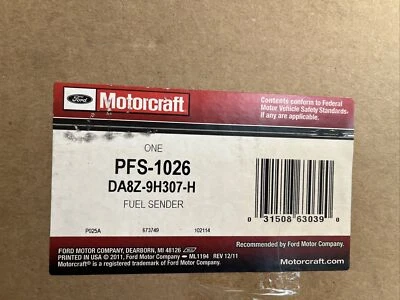 Ford
Motorcraft®
Contents conform to Federal
Motor Vehicle Safety Standards.
If any are applicable.
ONE
PFS-1026
DA8Z-9H307-H
FUEL SENDER
0 31508 63039 0
P025A 673749 102114
FORD MOTOR COMPANY, DEARBORN, MI 48126
PRINTED IN USA © 2011, Ford Motor Company ML1194 REV 12/11
Motorcraft® is a registered trademark of Ford Motor Company.
Recommended by Ford Motor Company.